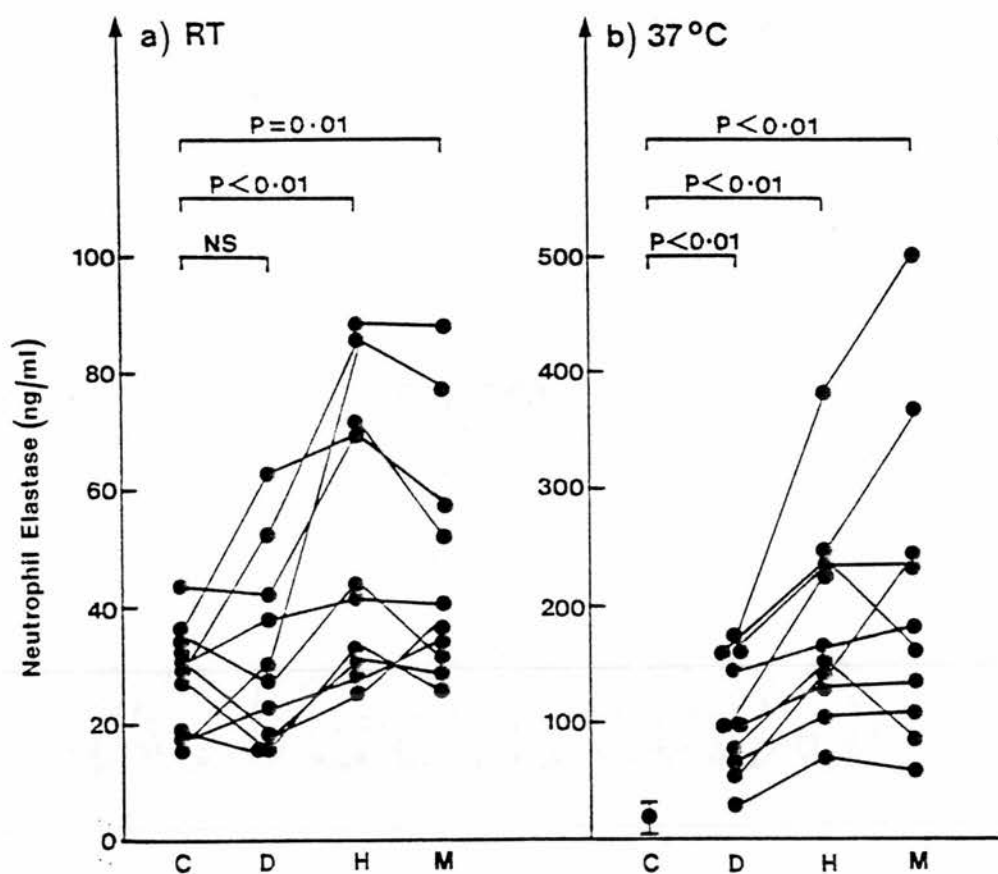 a) RT
P=0·01
P<0·01
NS
100
80
60
40
20
0
Neutrophil Elastase (ng/ml)
C D H M
b) 37°C
P<0·01
P<0·01
P<0·01
500
400
300
200
100
C D H M